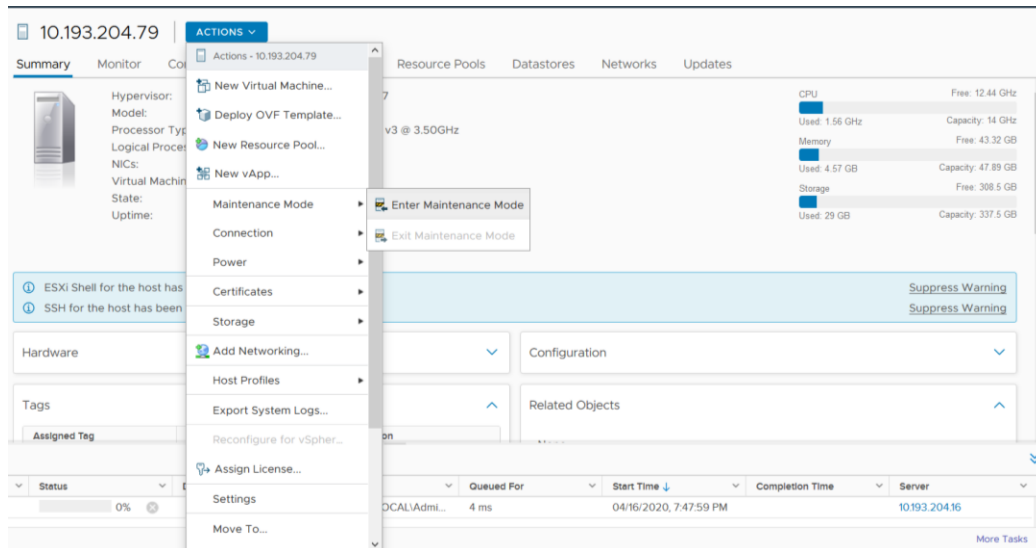 10.193.204.79
ACTIONS
Summary Monitor Co Resource Pools Datastores Networks Updates
Actions - 10.193.204.79
New Virtual Machine...
Deploy OVF Template...
New Resource Pool...
New vApp...
Maintenance Mode
Connection
Power
Certificates
Storage
Add Networking...
Host Profiles
Export System Logs...
Reconfigure for vSpher...
Assign License...
Settings
Move To...
Enter Maintenance Mode
Exit Maintenance Mode
Hypervisor: 7
Model:
Processor Typ v3 @ 3.50GHz
Logical Proces
NICs:
Virtual Machin
State:
Uptime:
CPU Free: 12.44 GHz
Used: 1.56 GHz Capacity: 14 GHz
Memory Free: 43.32 GB
Used: 4.57 GB Capacity: 47.89 GB
Storage Free: 308.5 GB
Used: 29 GB Capacity: 337.5 GB
ESXi Shell for the host has Suppress Warning
SSH for the host has been Suppress Warning
Hardware Configuration
Tags Related Objects
Assigned Tag on
Status Queued For Start Time Completion Time Server
0% OCAL\Admi... 4 ms 04/16/2020, 7:47:59 PM 10.193.204.16
More Tasks